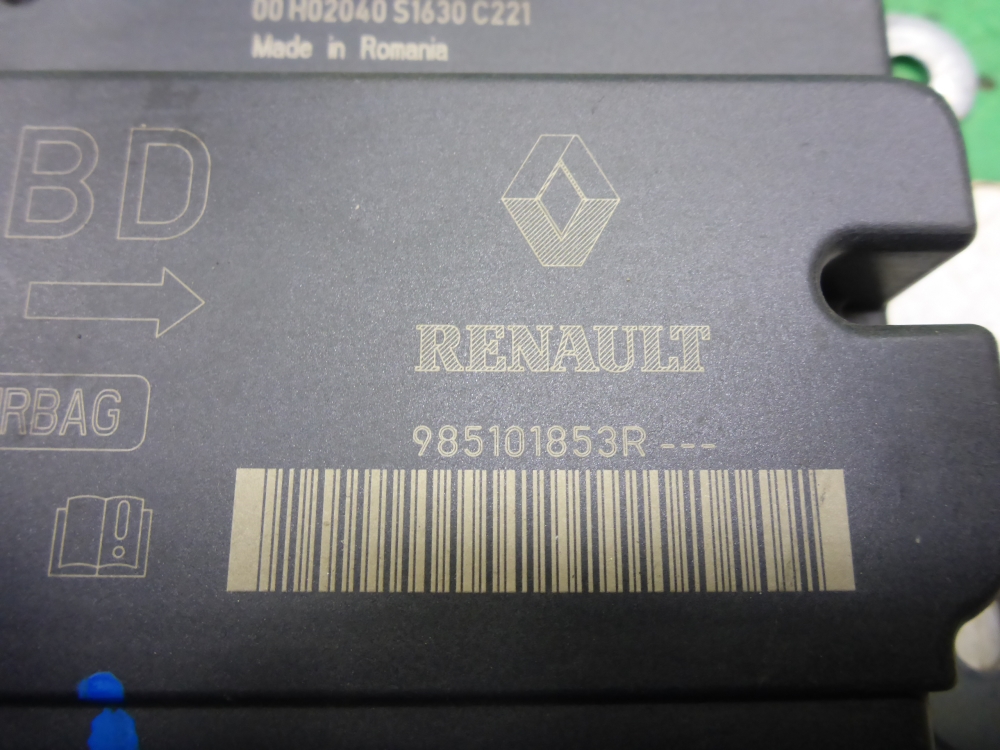 00 H02040 S1630 C221
Made in Romania
BD
RENAULT
RBAG
985101853R ---